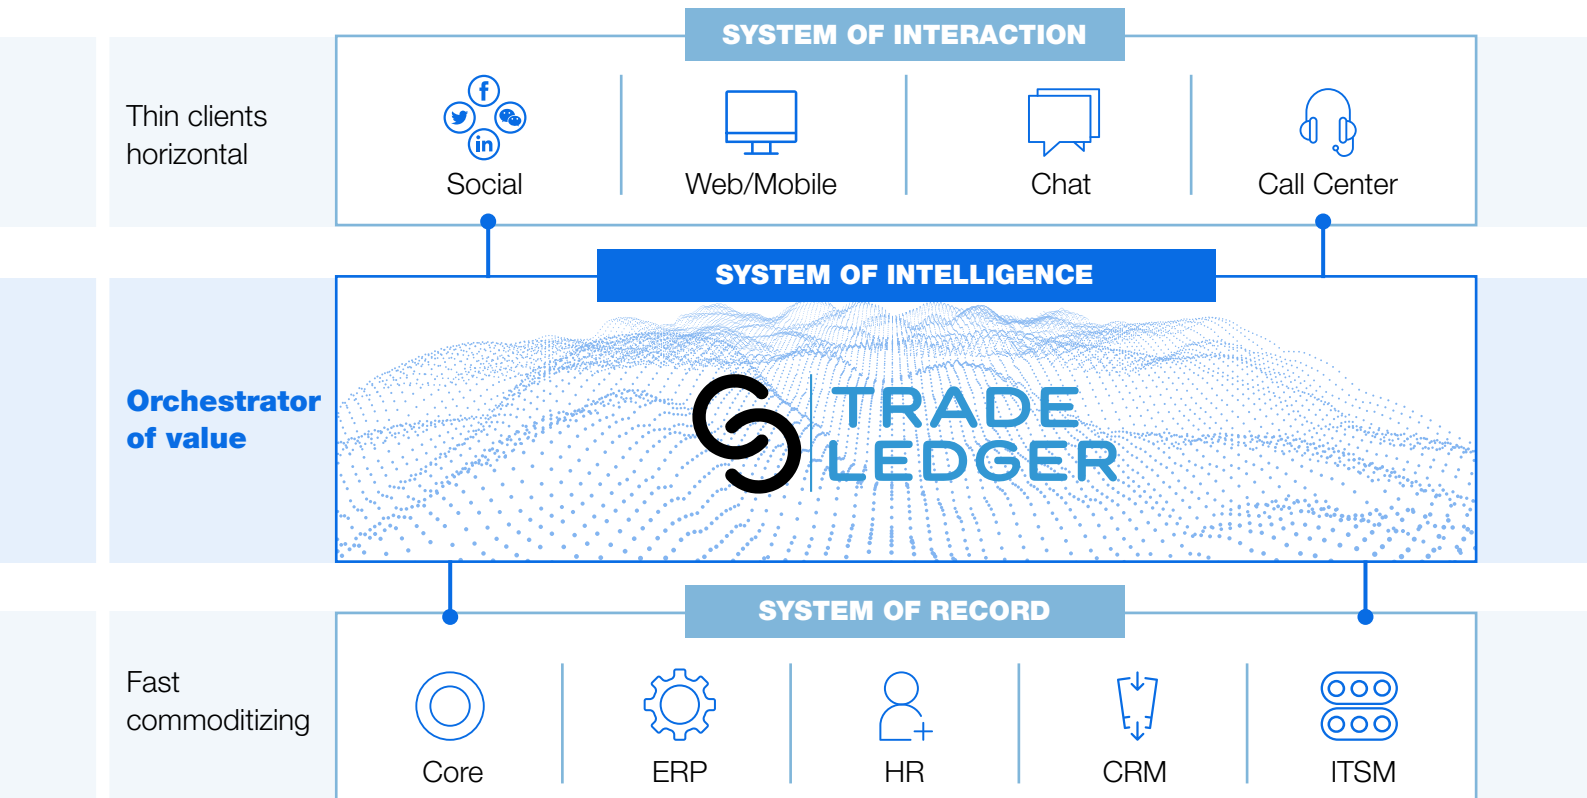 SYSTEM OF INTERACTION
Thin clients
horizontal
Social
Web/Mobile
Chat
Call Center
SYSTEM OF INTELLIGENCE
Orchestrator
of value
TRADE
LEDGER
SYSTEM OF RECORD
Fast
commoditizing
Core
ERP
HR
CRM
ITSM